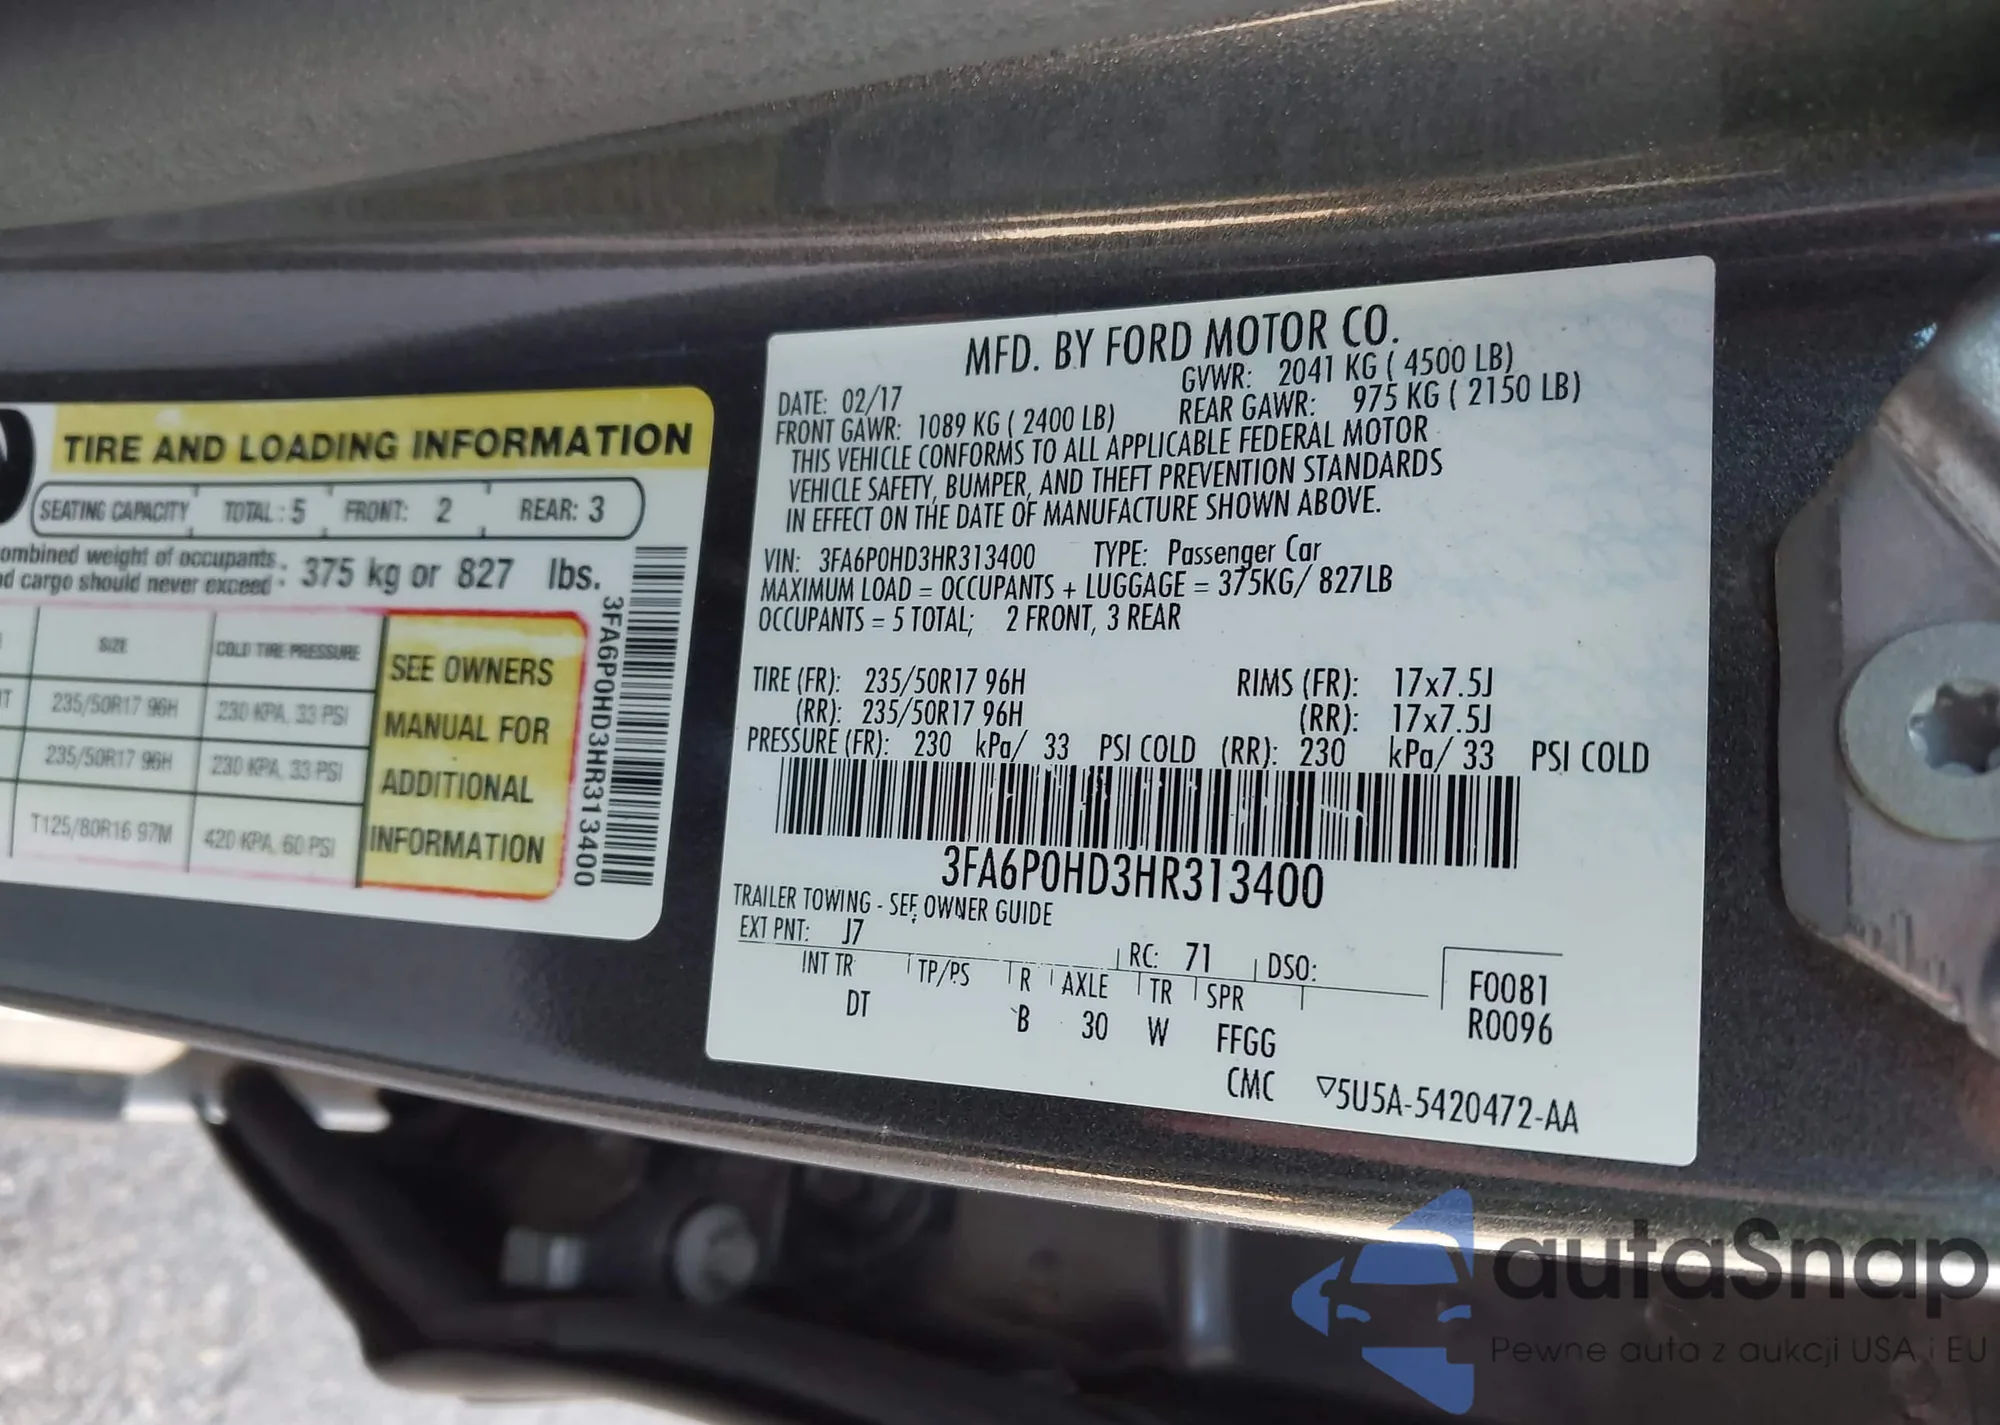 TIRE AND LOADING INFORMATION
SEATING CAPACITY TOTAL : 5 FRONT: 2 REAR: 3
ombined weight of occupants
d cargo should never exceed 375 kg or 827 lbs.
SIZE COLD TIRE PRESSURE
235/50R17 96H 230 KPA, 33 PSI
235/50R17 96H 230 KPA, 33 PSI
T125/80R16 97M 420 KPA, 60 PSI
SEE OWNERS
MANUAL FOR
ADDITIONAL
INFORMATION
3FA6P0HD3HR313400
MFD. BY FORD MOTOR CO.
DATE: 02/17 GVWR: 2041 KG ( 4500 LB)
FRONT GAWR: 1089 KG ( 2400 LB) REAR GAWR: 975 KG ( 2150 LB)
THIS VEHICLE CONFORMS TO ALL APPLICABLE FEDERAL MOTOR
VEHICLE SAFETY, BUMPER, AND THEFT PREVENTION STANDARDS
IN EFFECT ON THE DATE OF MANUFACTURE SHOWN ABOVE.
VIN: 3FA6P0HD3HR313400 TYPE: Passenger Car
MAXIMUM LOAD = OCCUPANTS + LUGGAGE = 375KG/ 827LB
OCCUPANTS = 5 TOTAL; 2 FRONT, 3 REAR
TIRE (FR): 235/50R17 96H RIMS (FR): 17x7.5J
(RR): 235/50R17 96H (RR): 17x7.5J
PRESSURE (FR): 230 kPa/ 33 PSI COLD (RR): 230 kPa/ 33 PSI COLD
3FA6P0HD3HR313400
TRAILER TOWING - SEE OWNER GUIDE
EXT PNT: J7 RC: 71 DSO:
INT TR TP/PS R AXLE TR SPR
DT B 30 W FFGG
CMC
F0081
R0096
▽5U5A-5420472-AA
autaSnap
Pewne auta z aukcji USA i EU